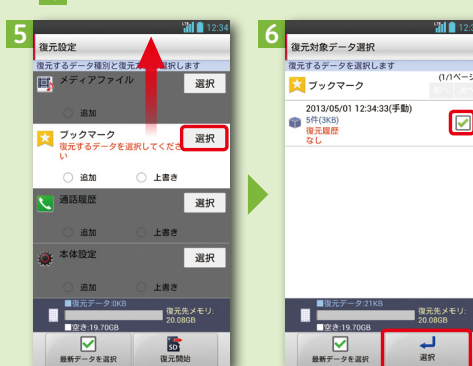 5
12:34
復元設定
復元するデータ種別と復元方法を選択します
メディアファイル
選択
追加
ブックマーク
復元するデータを選択してください
選択
追加
上書き
通話履歴
選択
追加
上書き
本体設定
選択
追加
上書き
■復元データ:0KB
復元先メモリ:
20.08GB
■空き:19.70GB
最新データを選択
復元開始
6
復元対象データ選択
復元するデータを選択します
ブックマーク
(1/1ページ
2013/05/01 12:34:33(手動)
5件(3KB)
復元履歴
なし
■復元データ:21KB
復元先メモリ:
20.08GB
■空き:19.70GB
最新データを選択
選択